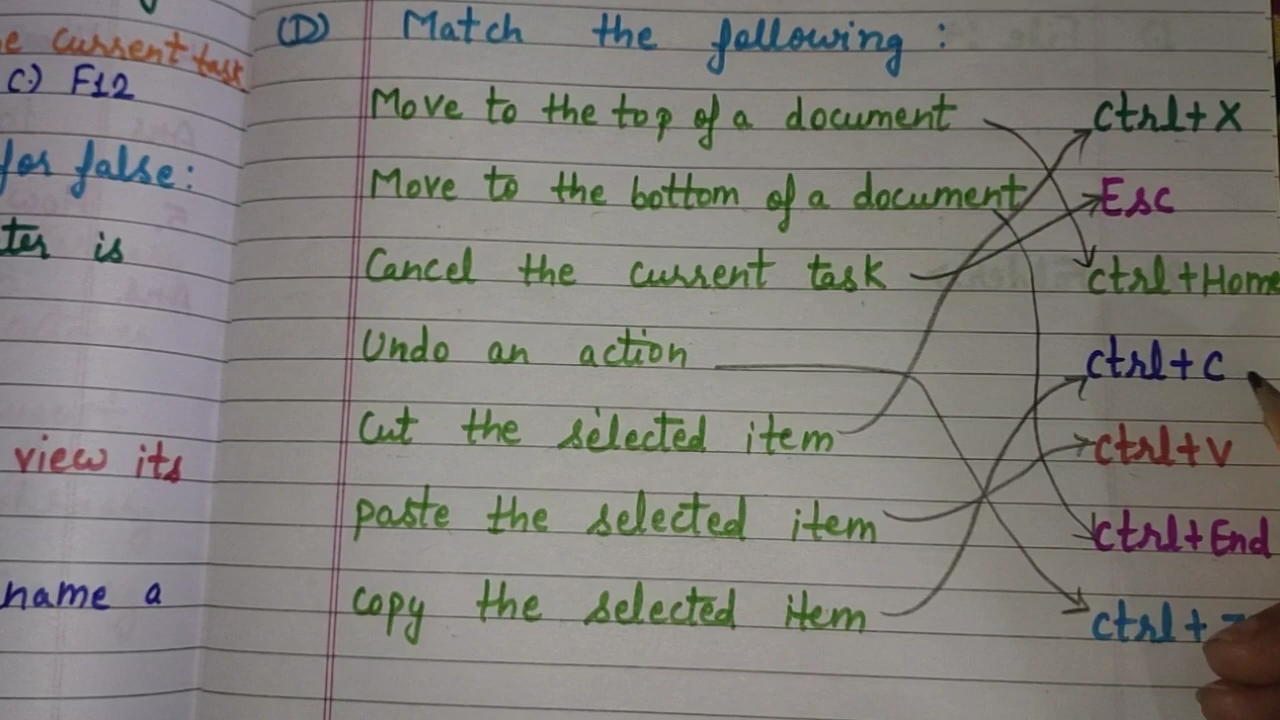 e current task
c.) F12
for false:
ter is
view its
name a
(D) Match the following :
Move to the top of a document ctrl+X
Move to the bottom of a document Esc
Cancel the current task ctrl+Home
Undo an action ctrl+c
Cut the selected item ctrl+v
paste the selected item ctrl+End
copy the selected item ctrl+